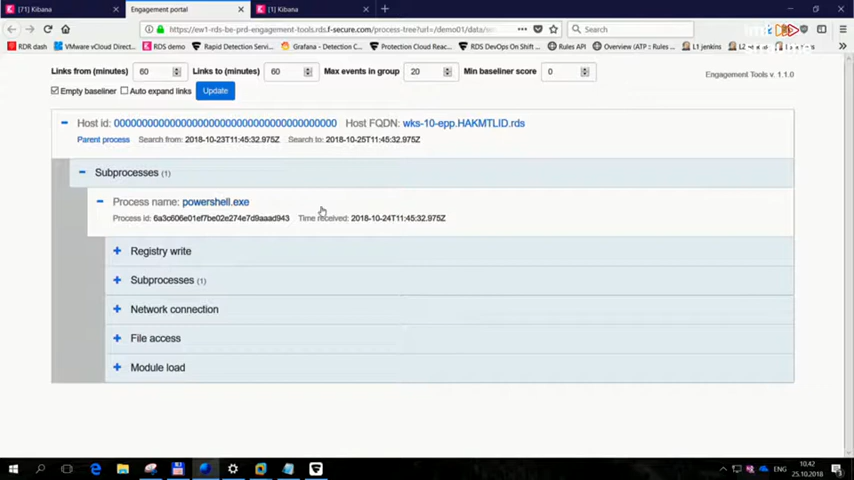 [71] Kibana
Engagement portal
[1] Kibana
https://ew1-rds-be-prd-engagement-tools.rds.f-secure.com/process-tree?url=/demo01/data/se
Search
RDR dash
VMware vCloud Direct
RDS demo
Rapid Detection Servic
Grafana - Detection C
Protection Cloud Reac
RDS DevOps On Shift
Rules API
Overview (ATP :: Rule
L1 jenkins
Links from (minutes)
60
Links to (minutes)
60
Max events in group
20
Min baseliner score
0
Engagement Tools v. 1.1.0
Empty baseliner
Auto expand links
Update
Host id: 00000000000000000000000000000000000000000 Host FQDN: wks-10-epp.HAKMTLID.rds
Parent process Search from: 2018-10-23T11:45:32.975Z Search to: 2018-10-25T11:45:32.975Z
Subprocesses (1)
Process name: powershell.exe
Process id: 6a3c606e01ef7be02e274e7d9aaad943 Time received: 2018-10-24T11:45:32.975Z
Registry write
Subprocesses (1)
Network connection
File access
Module load
ENG
10.42
25.10.2018